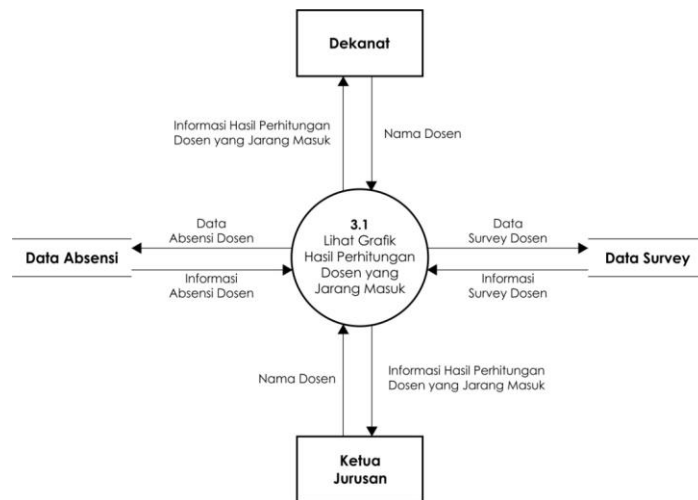 Dekanat
Informasi Hasil Perhitungan
Dosen yang Jarang Masuk
Nama Dosen
Data
Absensi Dosen
3.1
Lihat Grafik
Hasil Perhitungan
Dosen yang
Jarang Masuk
Data
Survey Dosen
Data Absensi
Data Survey
Informasi
Absensi Dosen
Informasi
Survey Dosen
Nama Dosen
Informasi Hasil Perhitungan
Dosen yang Jarang Masuk
Ketua
Jurusan